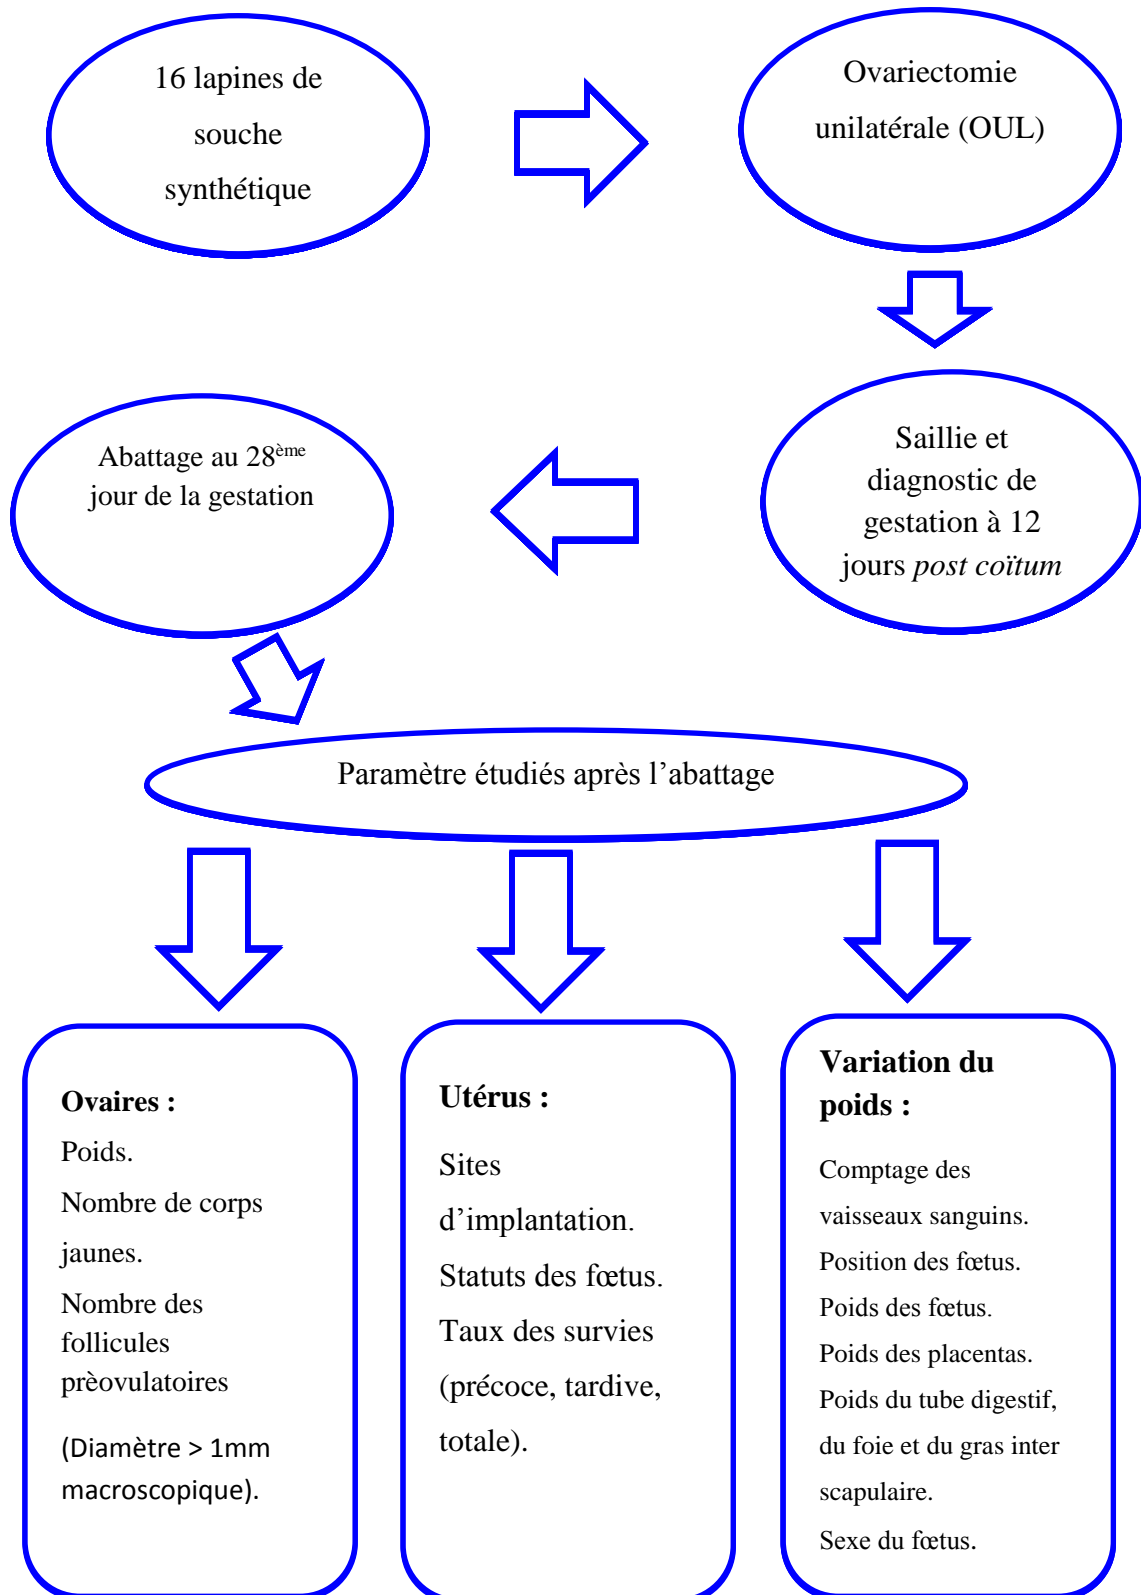 16 lapines de
souche
synthétique
Ovariectomie
unilatérale (OUL)
Saillie et
diagnostic de
gestation à 12
jours post coïtum
Abattage au 28ème
jour de la gestation
Paramètre étudiés après l’abattage
Ovaires :
Poids.
Nombre de corps
jaunes.
Nombre des
follicules
prèovulatoires
(Diamètre > 1mm
macroscopique).
Utérus :
Sites
d’implantation.
Statuts des fœtus.
Taux des survies
(précoce, tardive,
totale).
Variation du
poids :
Comptage des
vaisseaux sanguins.
Position des fœtus.
Poids des fœtus.
Poids des placentas.
Poids du tube digestif,
du foie et du gras inter
scapulaire.
Sexe du fœtus.